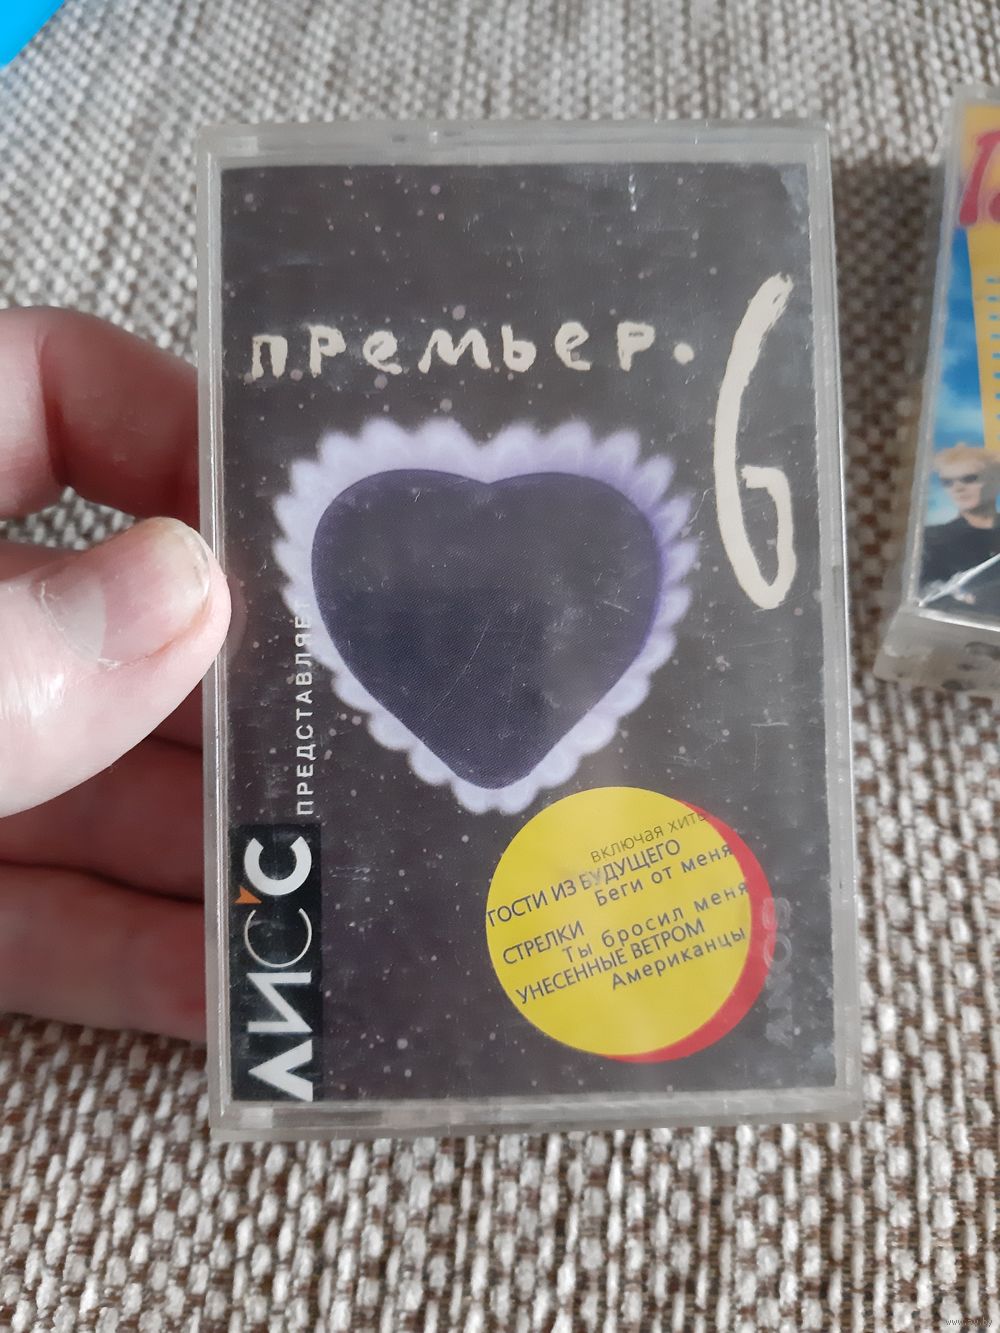 премьер.
6
ЛИС'С
ПРЕДСТАВЛЯЕТ
включая хиты
ГОСТИ ИЗ БУДУЩЕГО
Беги от меня
СТРЕЛКИ
Ты бросил меня
УНЕСЕННЫЕ ВЕТРОМ
Американцы